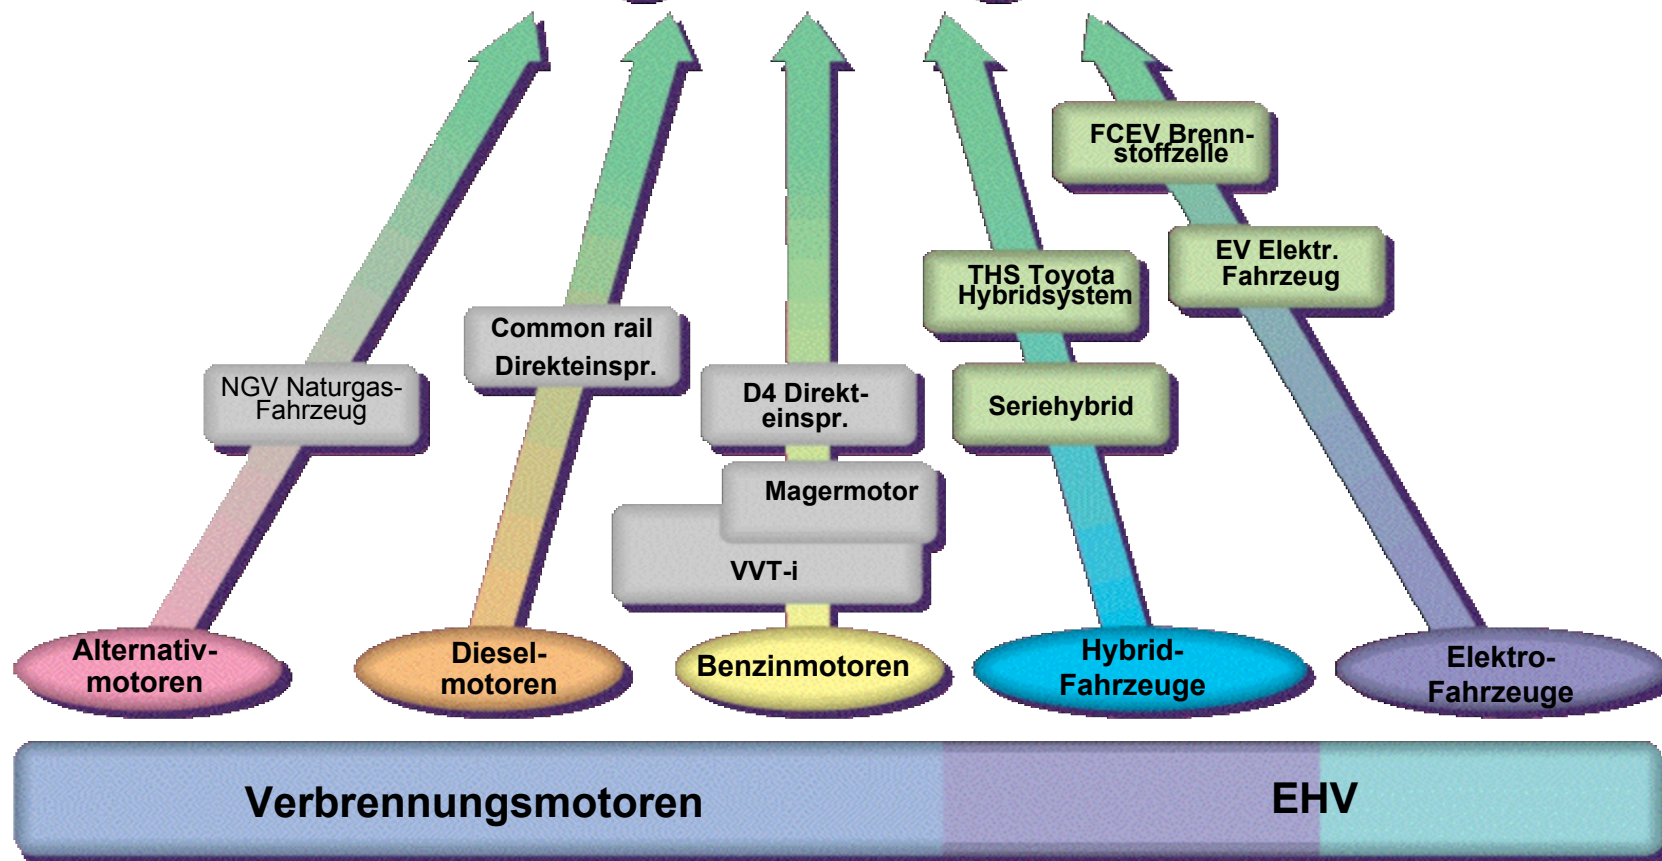 FCEV Brenn-
stoffzelle
EV Elektr.
Fahrzeug
THS Toyota
Hybridsystem
Common rail
Direkteinspr.
NGV Naturgas-
Fahrzeug
D4 Direkt-
einspr.
Seriehybrid
Magermotor
VVT-i
Alternativ-
motoren
Diesel-
motoren
Benzinmotoren
Hybrid-
Fahrzeuge
Elektro-
Fahrzeuge
Verbrennungsmotoren
EHV